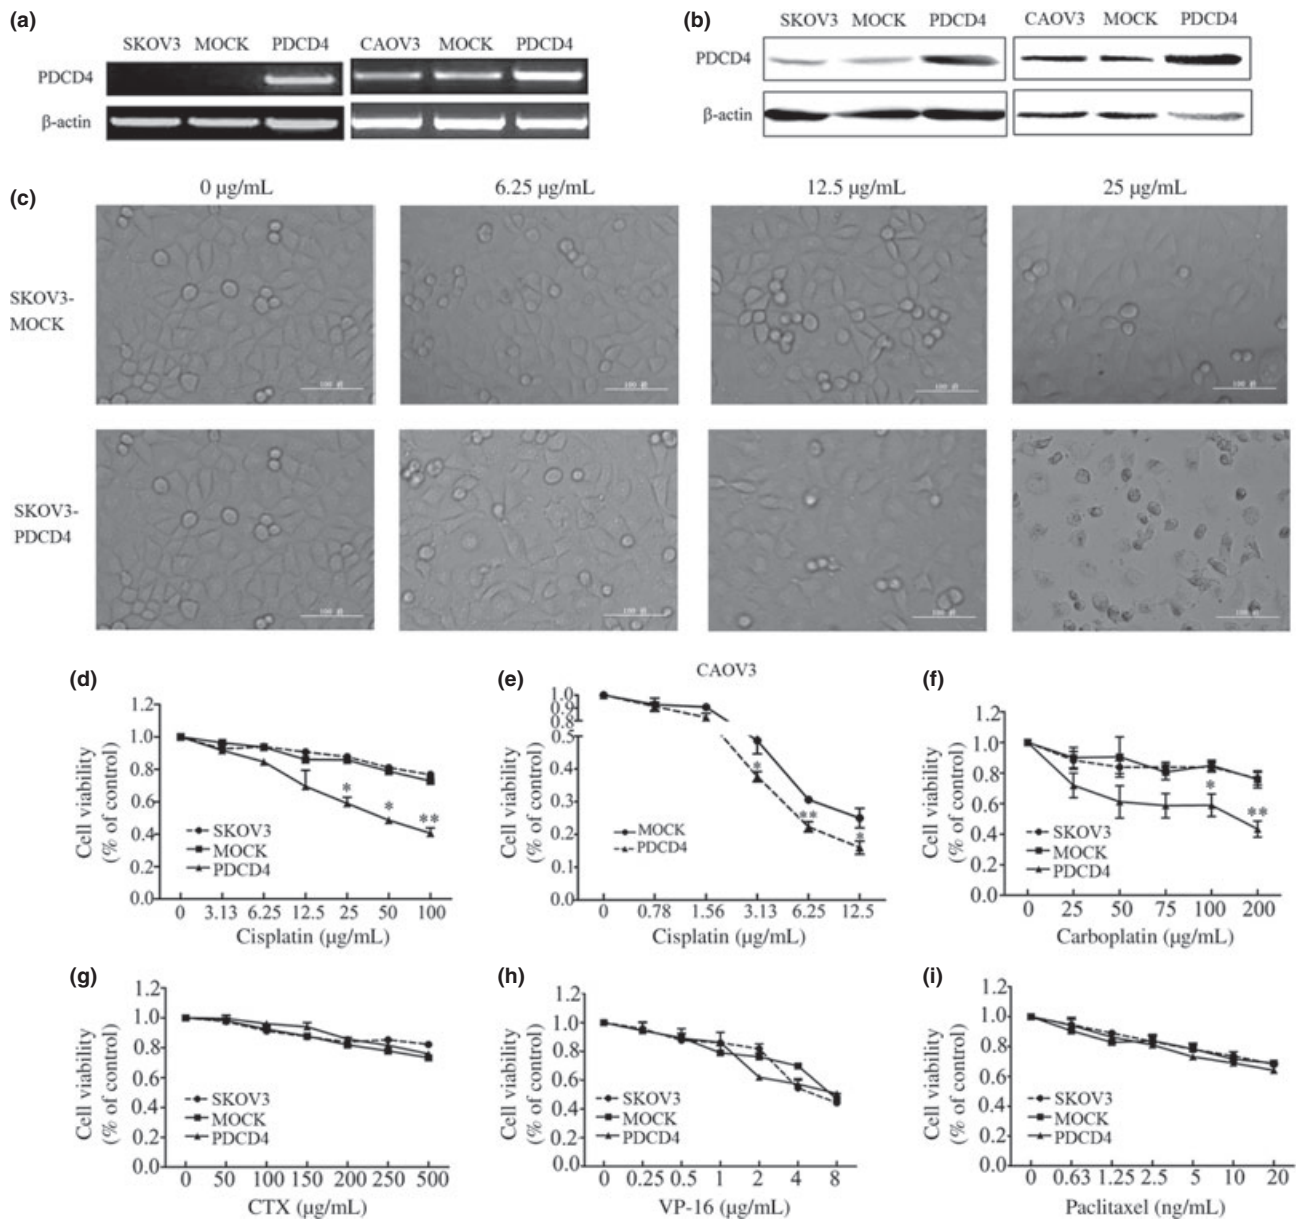 (a)
SKOV3 MOCK PDCD4 CAOV3 MOCK PDCD4
PDCD4
β-actin
(b)
SKOV3 MOCK PDCD4 CAOV3 MOCK PDCD4
PDCD4
β-actin
(c)
0 μg/mL 6.25 μg/mL 12.5 μg/mL 25 μg/mL
SKOV3-
MOCK
100 100 100 100
SKOV3-
PDCD4
100 100 100 100
(d)
1.2
1.0
0.8
0.6
0.4
0.2
0.0
Cell viability
(% of control)
* * **
SKOV3
MOCK
PDCD4
0 3.13 6.25 12.5 25 50 100
Cisplatin (μg/mL)
(e)
CAOV3
1.0
0.9
0.8
0.5
0.4
0.3
0.2
0.1
0.0
Cell viability
(% of control)
* ** *
MOCK
PDCD4
0 0.78 1.56 3.13 6.25 12.5
Cisplatin (μg/mL)
(f)
1.2
1.0
0.8
0.6
0.4
0.2
0.0
Cell viability
(% of control)
* **
SKOV3
MOCK
PDCD4
0 25 50 75 100 200
Carboplatin (μg/mL)
(g)
1.2
1.0
0.8
0.6
0.4
0.2
0.0
Cell viability
(% of control)
SKOV3
MOCK
PDCD4
0 50 100 150 200 250 500
CTX (μg/mL)
(h)
1.2
1.0
0.8
0.6
0.4
0.2
0.0
Cell viability
(% of control)
SKOV3
MOCK
PDCD4
0 0.25 0.5 1 2 4 8
VP-16 (μg/mL)
(i)
1.2
1.0
0.8
0.6
0.4
0.2
0.0
Cell viability
(% of control)
SKOV3
MOCK
PDCD4
0 0.63 1.25 2.5 5 10 20
Paclitaxel (ng/mL)